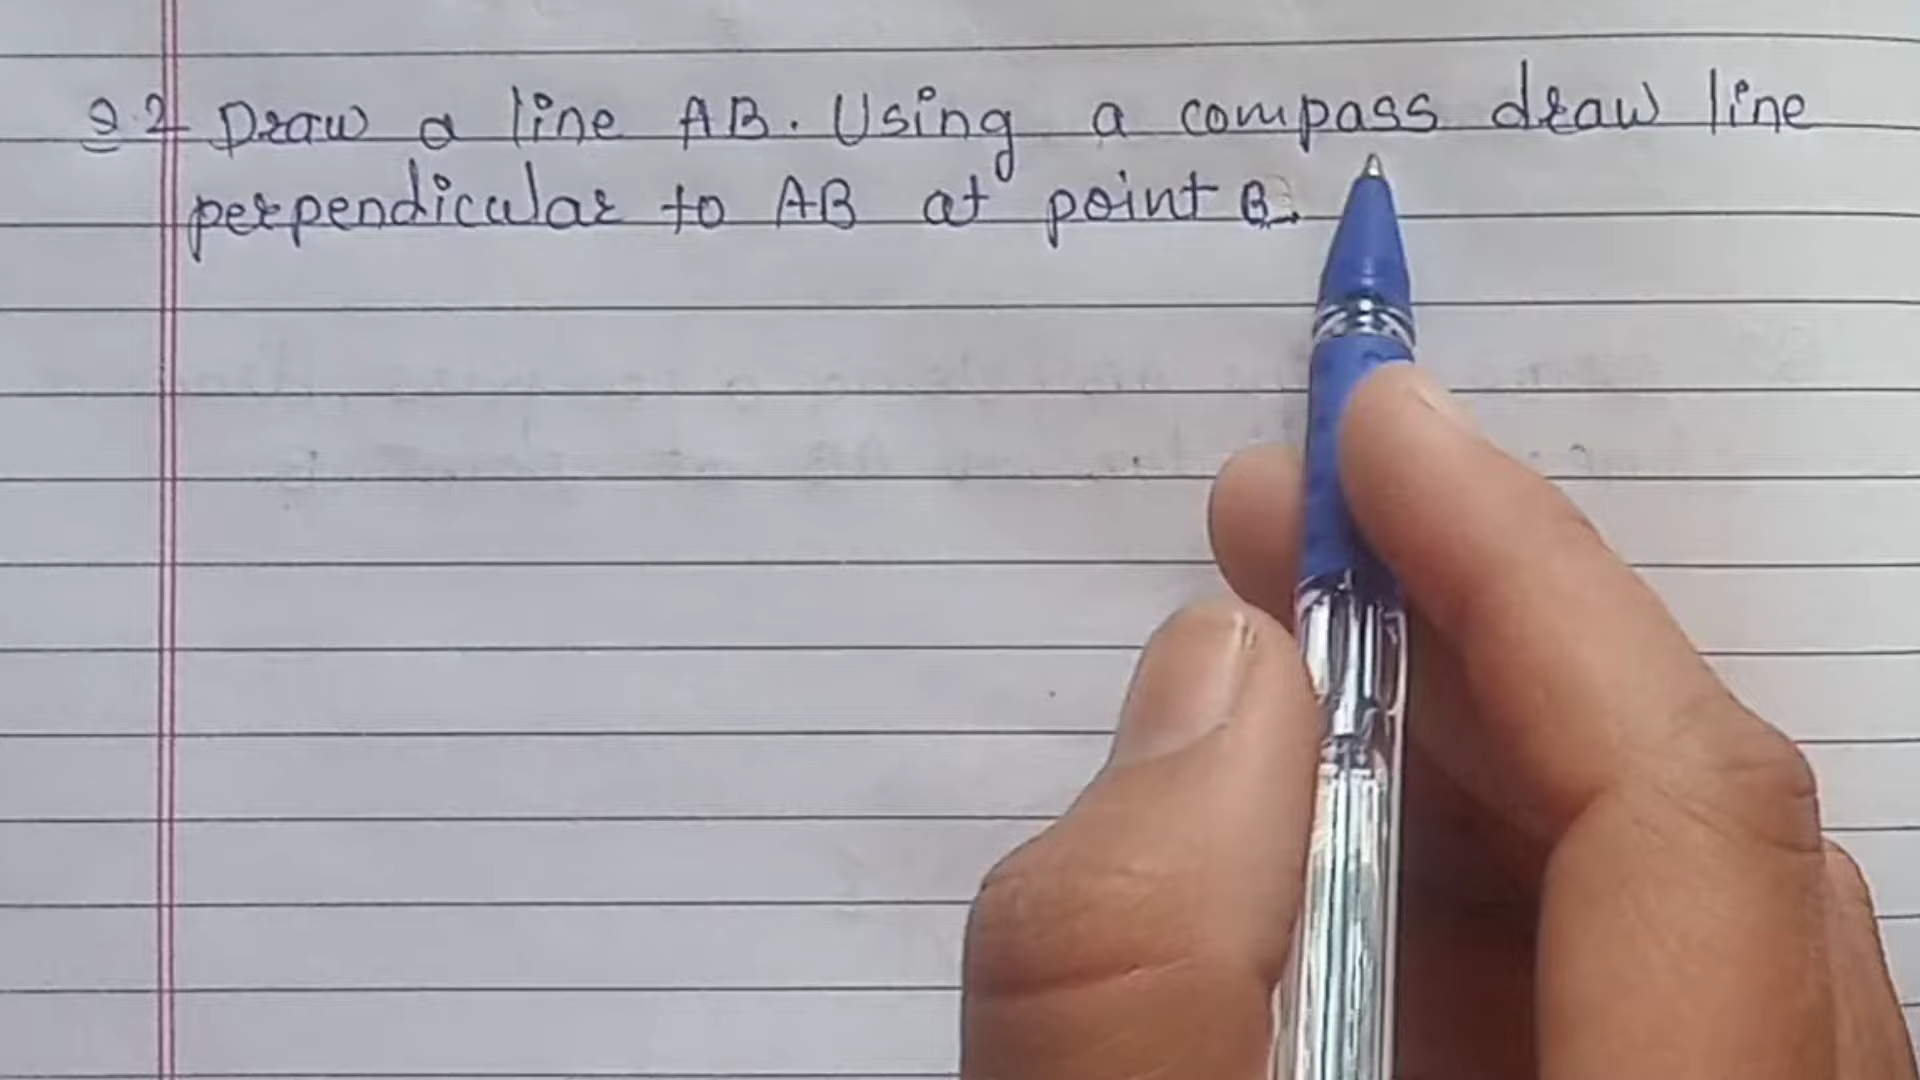 Q.2 Draw a line AB. Using a compass draw line
perpendicular to AB at point B.